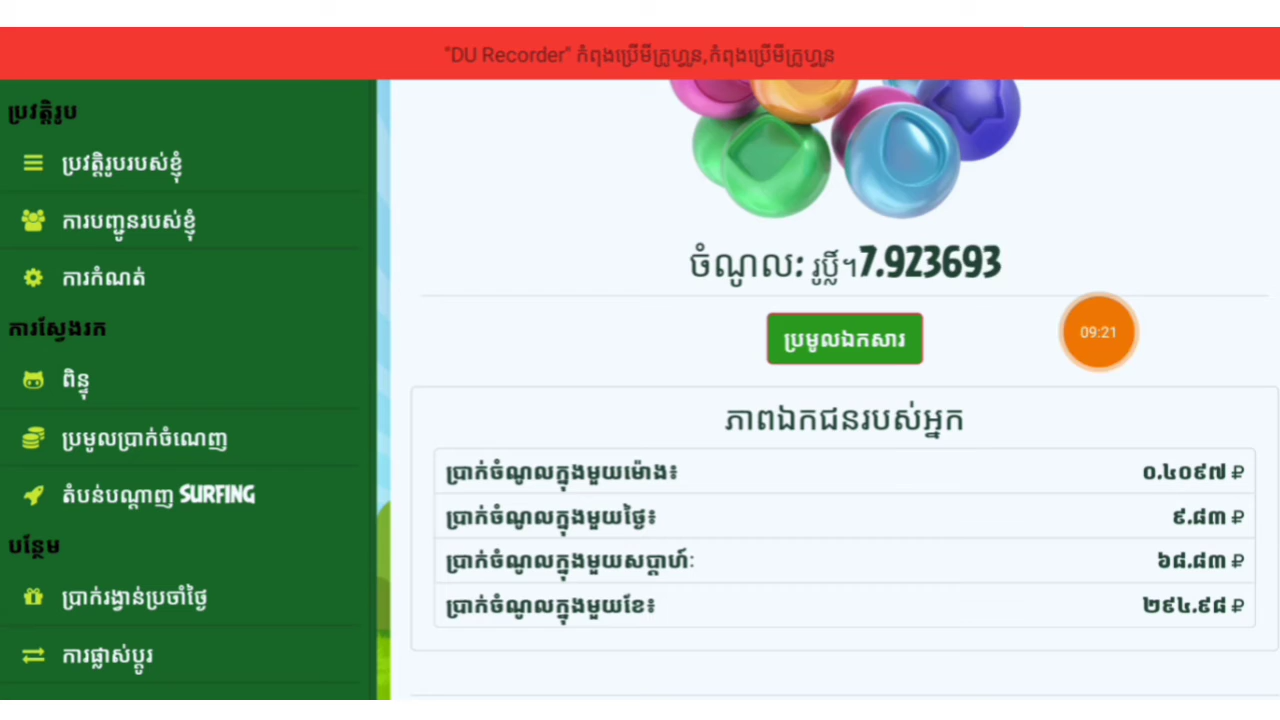 "DU Recorder" កំពុងប្រើមីក្រូហ្វូន,កំពុងប្រើមីក្រូហ្វូន
ប្រវត្តិរូប
ប្រវត្តិរូបរបស់ខ្ញុំ
ការបញ្ជូនរបស់ខ្ញុំ
ការកំណត់
ការស្វែងរក
ពិន្ទុ
ប្រមូលប្រាក់ចំណេញ
តំបន់បណ្តាញ SURFING
បន្ថែម
ប្រាក់រង្វាន់ប្រចាំថ្ងៃ
ការផ្លាស់ប្តូរ
ចំណូល: រូប្លិ៍។7.923693
ប្រមូលឯកសារ
09:21
ភាពឯកជនរបស់អ្នក
ប្រាក់ចំណូលក្នុងមួយម៉ោង៖ ០.៤០៩៧ ₽
ប្រាក់ចំណូលក្នុងមួយថ្ងៃ៖ ៩.៨៣ ₽
ប្រាក់ចំណូលក្នុងមួយសប្តាហ៍: ៦៨.៨៣ ₽
ប្រាក់ចំណូលក្នុងមួយខែ៖ ២៩៤.៩៨ ₽